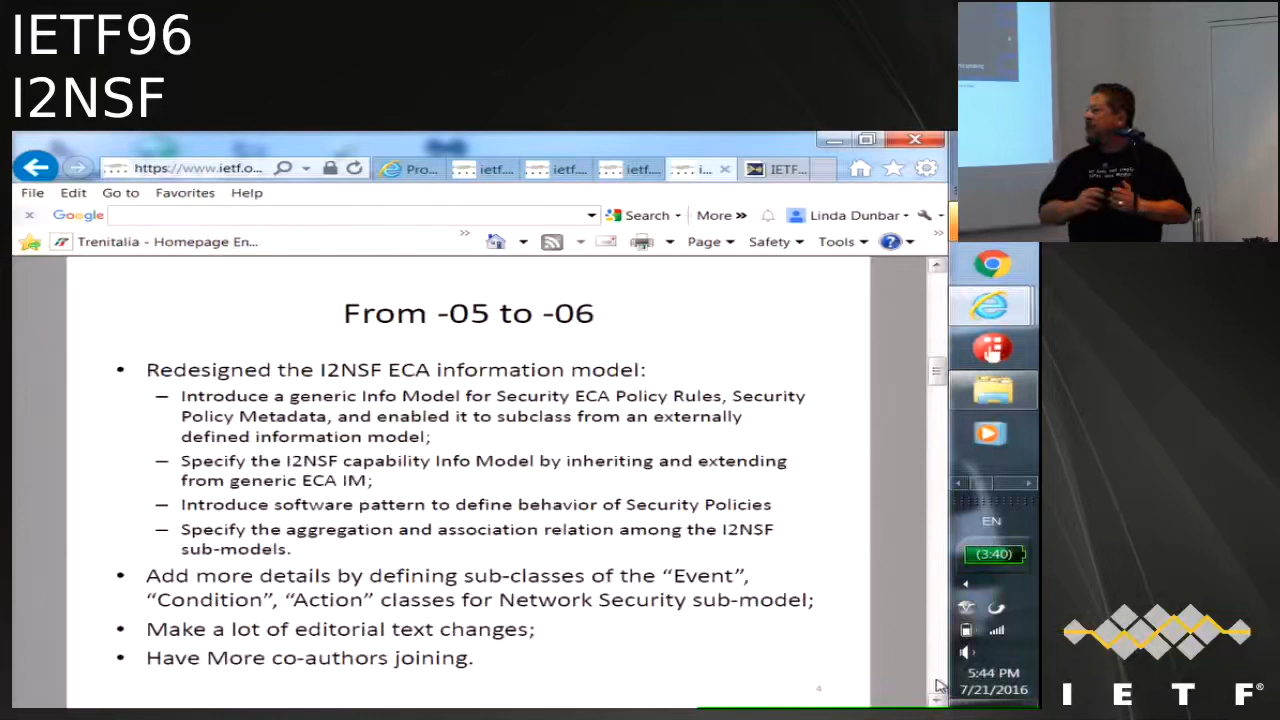 IETF96
I2NSF
https://www.ietf.o...
Pro...
ietf....
ietf....
ietf....
i...
IETF...
File Edit Go to Favorites Help
x Google Search More » Linda Dunbar
Trenitalia - Homepage En...
Page Safety Tools
From -05 to -06
• Redesigned the I2NSF ECA information model:
– Introduce a generic Info Model for Security ECA Policy Rules, Security
Policy Metadata, and enabled it to subclass from an externally
defined information model;
– Specify the I2NSF capability Info Model by inheriting and extending
from generic ECA IM;
– Introduce software pattern to define behavior of Security Policies
– Specify the aggregation and association relation among the I2NSF
sub-models.
• Add more details by defining sub-classes of the “Event”,
“Condition”, “Action” classes for Network Security sub-model;
• Make a lot of editorial text changes;
• Have More co-authors joining.
4
EN
(3:40)
5:44 PM
7/21/2016
I E T F®